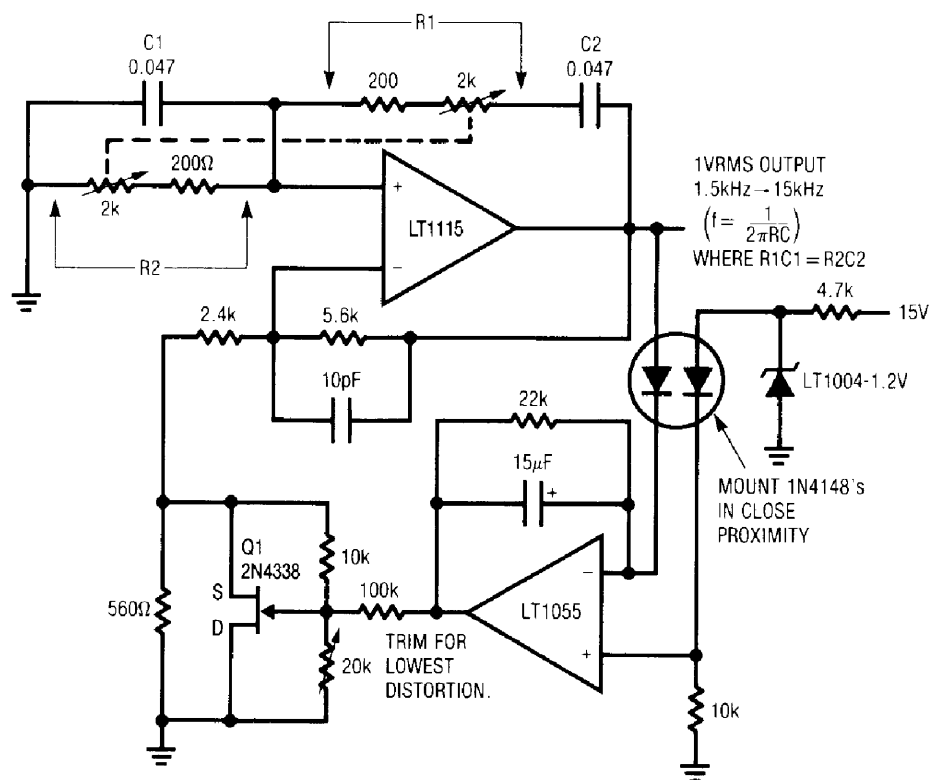 R1
C1
0.047
C2
0.047
200
2k
200Ω
2k
R2
+
LT1115
−
1VRMS OUTPUT
1.5kHz–15kHz
(f = 1/2πRC)
WHERE R1C1 = R2C2
4.7k
15V
LT1004-1.2V
2.4k
5.6k
10pF
22k
15µF
+
MOUNT 1N4148's
IN CLOSE
PROXIMITY
Q1
2N4338
S
D
560Ω
10k
100k
20k
TRIM FOR
LOWEST
DISTORTION.
−
LT1055
+
10k